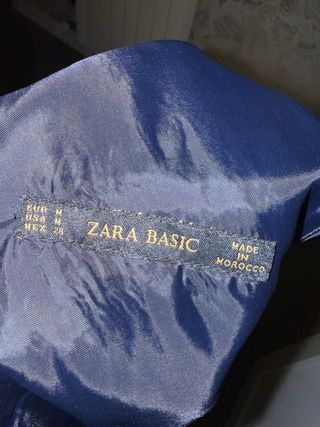 EUR M
USA M
MEX 28
ZARA BASIC
MADE
IN
MOROCCO